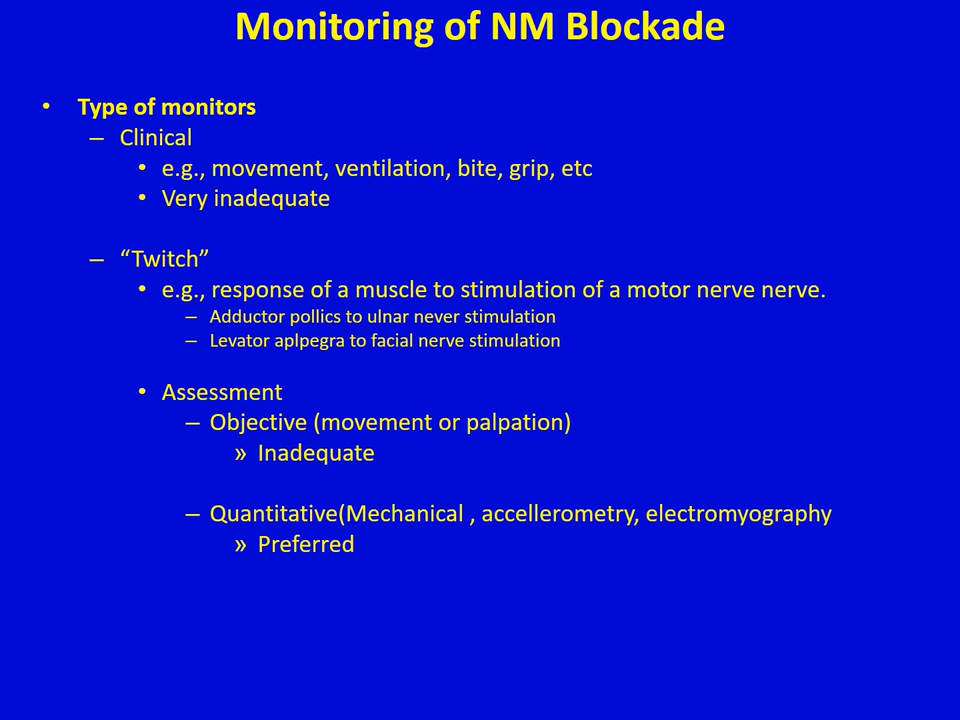 Monitoring of NM Blockade
• Type of monitors
– Clinical
• e.g., movement, ventilation, bite, grip, etc
• Very inadequate
– “Twitch”
• e.g., response of a muscle to stimulation of a motor nerve nerve.
– Adductor pollics to ulnar never stimulation
– Levator aplpegra to facial nerve stimulation
• Assessment
– Objective (movement or palpation)
» Inadequate
– Quantitative(Mechanical , accellerometry, electromyography
» Preferred